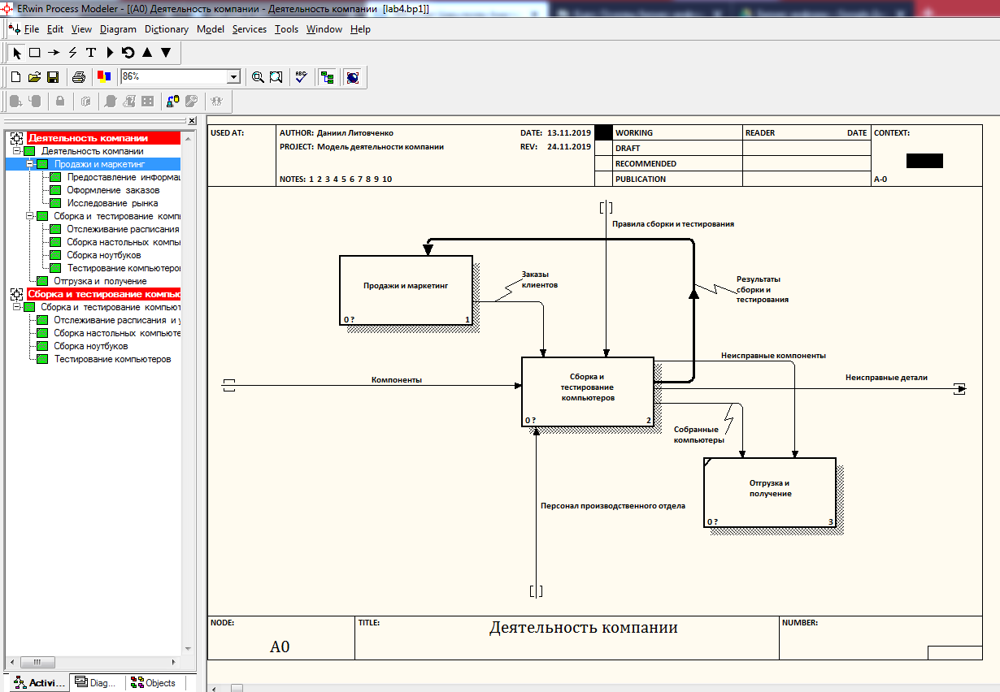 ERwin Process Modeler - [(A0) Деятельность компании - Деятельность компании [lab4.bp1]]
File Edit View Diagram Dictionary Model Services Tools Window Help
86%
ABC
Деятельность компании
Деятельность компании
Продажи и маркетинг
Предоставление информац
Оформление заказов
Исследование рынка
Сборка и тестирование комп
Отслеживание расписания
Сборка настольных компы
Сборка ноутбуков
Тестирование компьютеро
Отгрузка и получение
Сборка и тестирование компью
Сборка и тестирование компьют
Отслеживание расписания и у
Сборка настольных компьюте
Сборка ноутбуков
Тестирование компьютеров
Activi... Diag... Objects
USED AT:
AUTHOR: Даниил Литовченко
DATE: 13.11.2019
PROJECT: Модель деятельности компании
REV: 24.11.2019
NOTES: 1 2 3 4 5 6 7 8 9 10
WORKING
DRAFT
RECOMMENDED
PUBLICATION
READER DATE
CONTEXT:
A-0
Правила сборки и тестирования
Продажи и маркетинг
0 ? 1
Заказы
клиентов
Результаты
сборки и
тестирования
Компоненты
Сборка и
тестирование
компьютеров
0 ? 2
Неисправные компоненты
Неисправные детали
Собранные
компьютеры
Отгрузка и
получение
0 ? 3
Персонал производственного отдела
NODE:
A0
TITLE:
Деятельность компании
NUMBER: